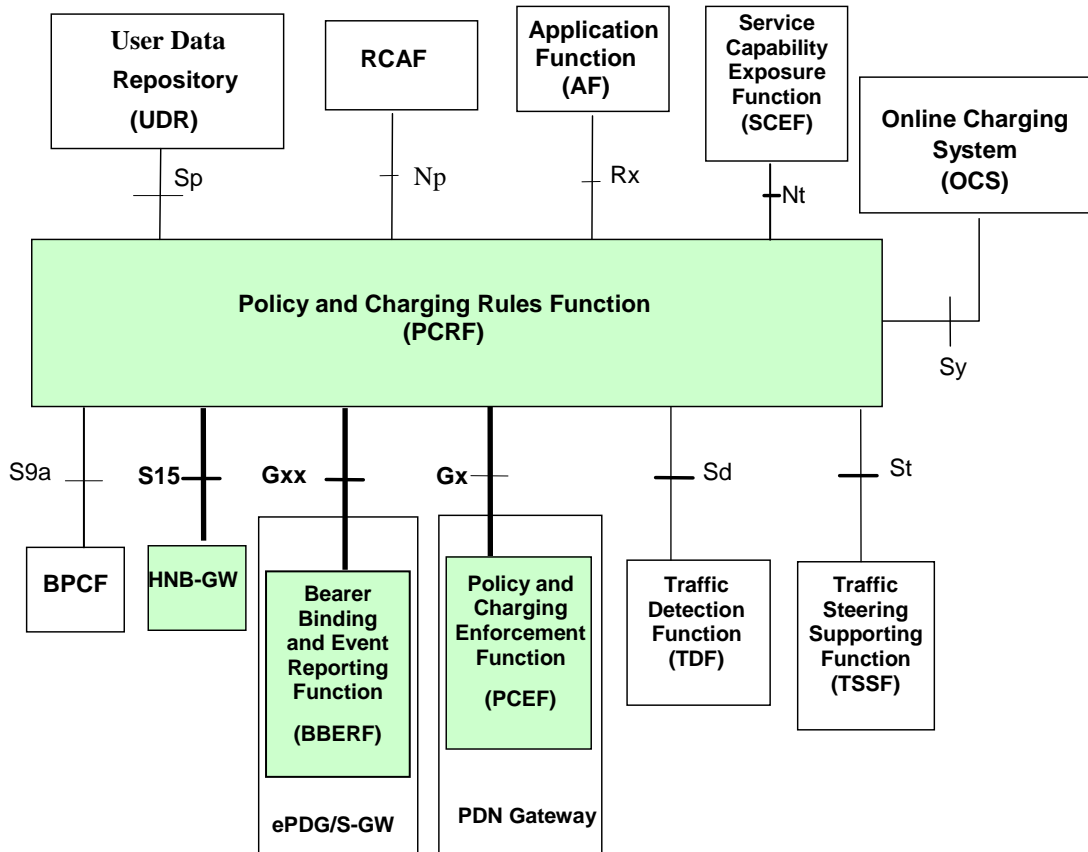 User Data
Repository
(UDR)
RCAF
Application
Function
(AF)
Service
Capability
Exposure
Function
(SCEF)
Online Charging
System
(OCS)
Sp
Np
Rx
Nt
Sy
Policy and Charging Rules Function
(PCRF)
S9a
S15
Gxx
Gx
Sd
St
BPCF
HNB-GW
Bearer
Binding
and Event
Reporting
Function
(BBERF)
ePDG/S-GW
Policy and
Charging
Enforcement
Function
(PCEF)
PDN Gateway
Traffic
Detection
Function
(TDF)
Traffic
Steering
Supporting
Function
(TSSF)